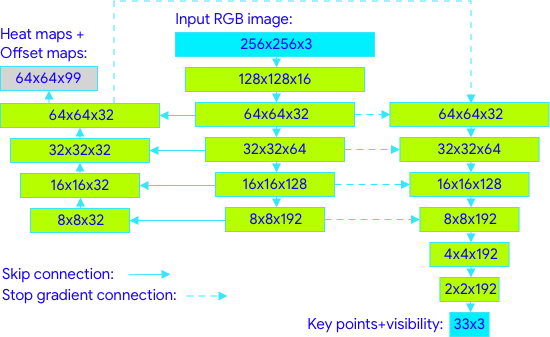 Input RGB image:
256x256x3
128x128x16
Heat maps +
Offset maps:
64x64x99
64x64x32
64x64x32
64x64x32
32x32x32
32x32x64
32x32x64
16x16x32
16x16x128
16x16x128
8x8x32
8x8x192
8x8x192
4x4x192
2x2x192
Skip connection:
Stop gradient connection:
Key points+visibility:
33x3